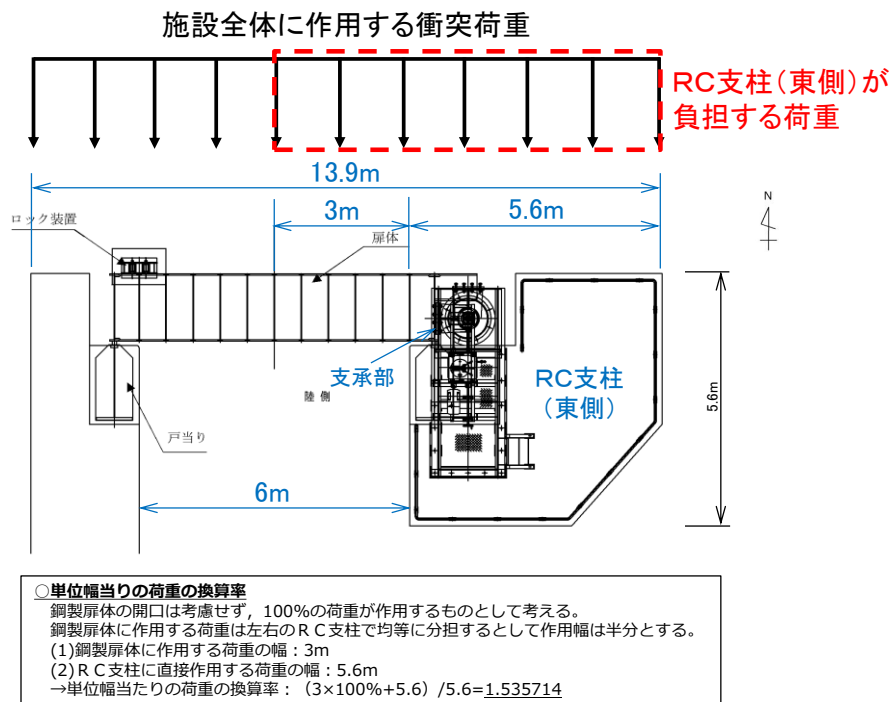 施設全体に作用する衝突荷重
RC支柱(東側)が
負担する荷重
13.9m
3m
5.6m
N
ロック装置
扉体
支承部
陸 側
RC支柱
(東側)
5.6m
戸当り
6m
○単位幅当りの荷重の換算率
鋼製扉体の開口は考慮せず，100%の荷重が作用するものとして考える。
鋼製扉体に作用する荷重は左右のＲＣ支柱で均等に分担するとして作用幅は半分とする。
(1)鋼製扉体に作用する荷重の幅：3m
(2)ＲＣ支柱に直接作用する荷重の幅：5.6m
→単位幅当たりの荷重の換算率：（3×100%+5.6）/5.6=1.535714